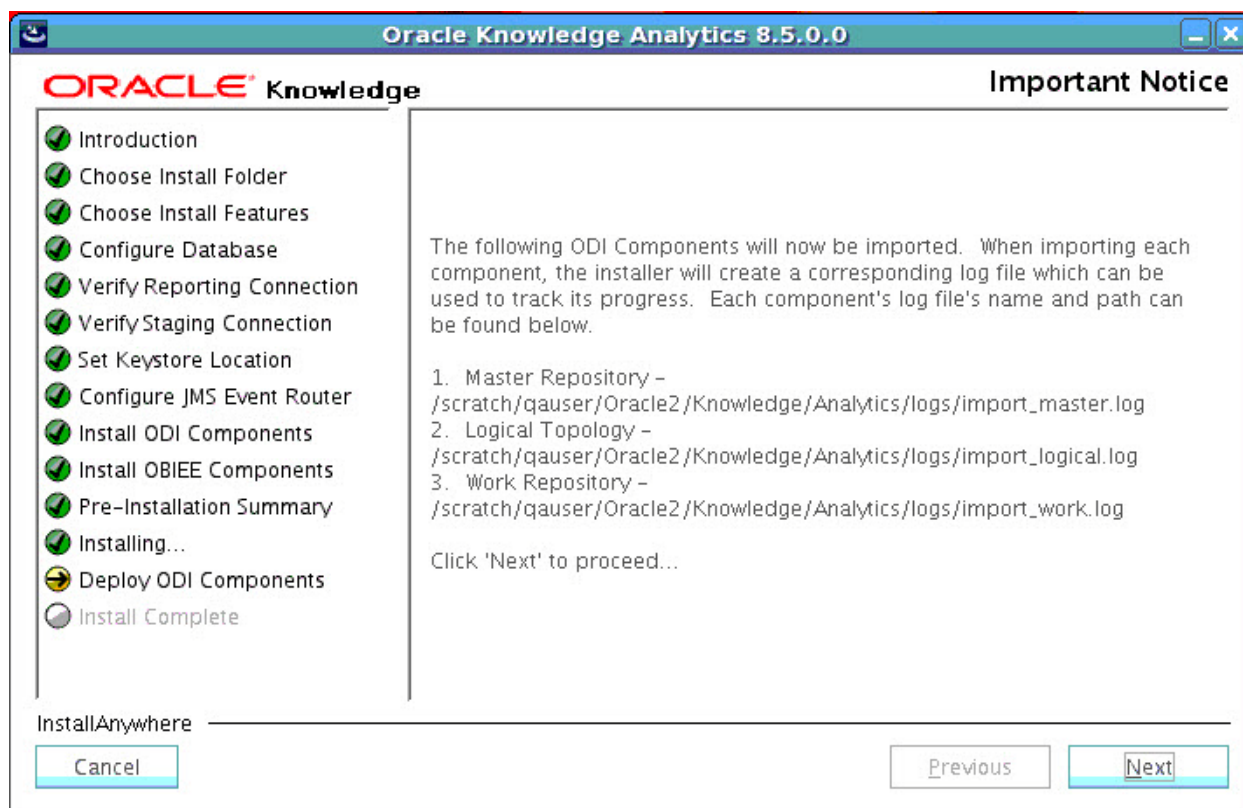 Oracle Knowledge Analytics 8.5.0.0
ORACLE Knowledge
Important Notice
Introduction
Choose Install Folder
Choose Install Features
Configure Database
Verify Reporting Connection
Verify Staging Connection
Set Keystore Location
Configure JMS Event Router
Install ODI Components
Install OBIEE Components
Pre-Installation Summary
Installing...
Deploy ODI Components
Install Complete
The following ODI Components will now be imported.  When importing each
component, the installer will create a corresponding log file which can be
used to track its progress.  Each component's log file's name and path can
be found below.
1.  Master Repository -
/scratch/qauser/Oracle2/Knowledge/Analytics/logs/import_master.log
2.  Logical Topology -
/scratch/qauser/Oracle2/Knowledge/Analytics/logs/import_logical.log
3.  Work Repository -
/scratch/qauser/Oracle2/Knowledge/Analytics/logs/import_work.log
Click 'Next' to proceed...
InstallAnywhere
Cancel
Previous
Next